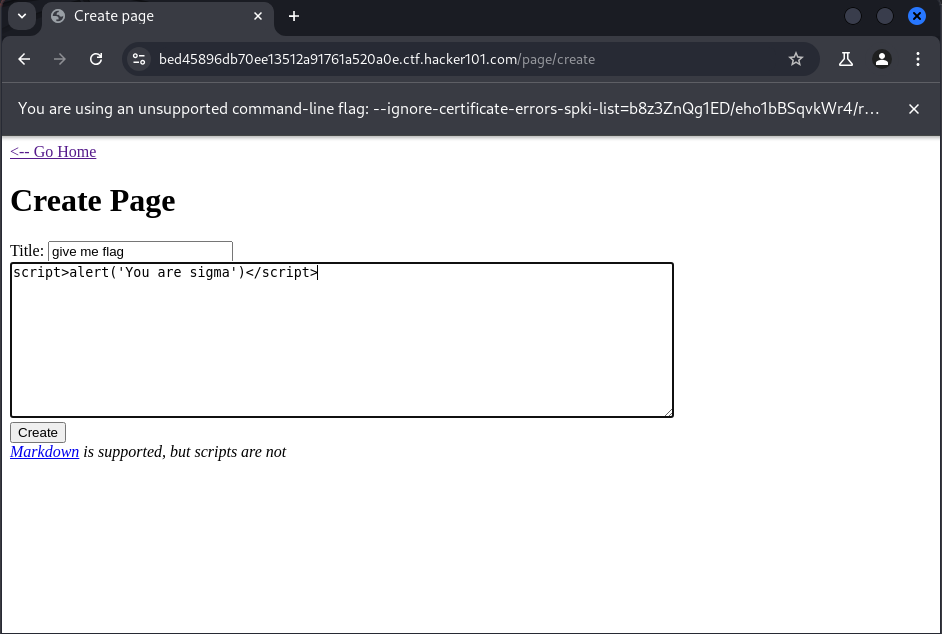 Create page
bed45896db70ee13512a91761a520a0e.ctf.hacker101.com/page/create
You are using an unsupported command-line flag: --ignore-certificate-errors-spki-list=b8z3ZnQg1ED/eho1bBSqvkWr4/r...
<-- Go Home
Create Page
Title: give me flag
script>alert('You are sigma')</script>
Create
Markdown is supported, but scripts are not